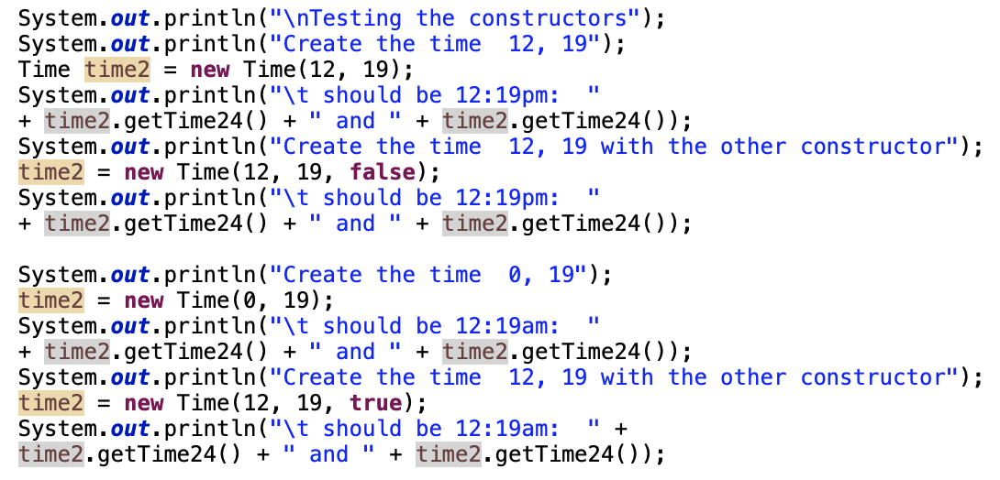 System.out.println("\nTesting the constructors");
System.out.println("Create the time  12, 19");
Time time2 = new Time(12, 19);
System.out.println("\t should be 12:19pm:  "
+ time2.getTime24() + " and " + time2.getTime24());
System.out.println("Create the time  12, 19 with the other constructor");
time2 = new Time(12, 19, false);
System.out.println("\t should be 12:19pm:  "
+ time2.getTime24() + " and " + time2.getTime24());
System.out.println("Create the time  0, 19");
time2 = new Time(0, 19);
System.out.println("\t should be 12:19am:  "
+ time2.getTime24() + " and " + time2.getTime24());
System.out.println("Create the time  12, 19 with the other constructor");
time2 = new Time(12, 19, true);
System.out.println("\t should be 12:19am:  " +
time2.getTime24() + " and " + time2.getTime24());